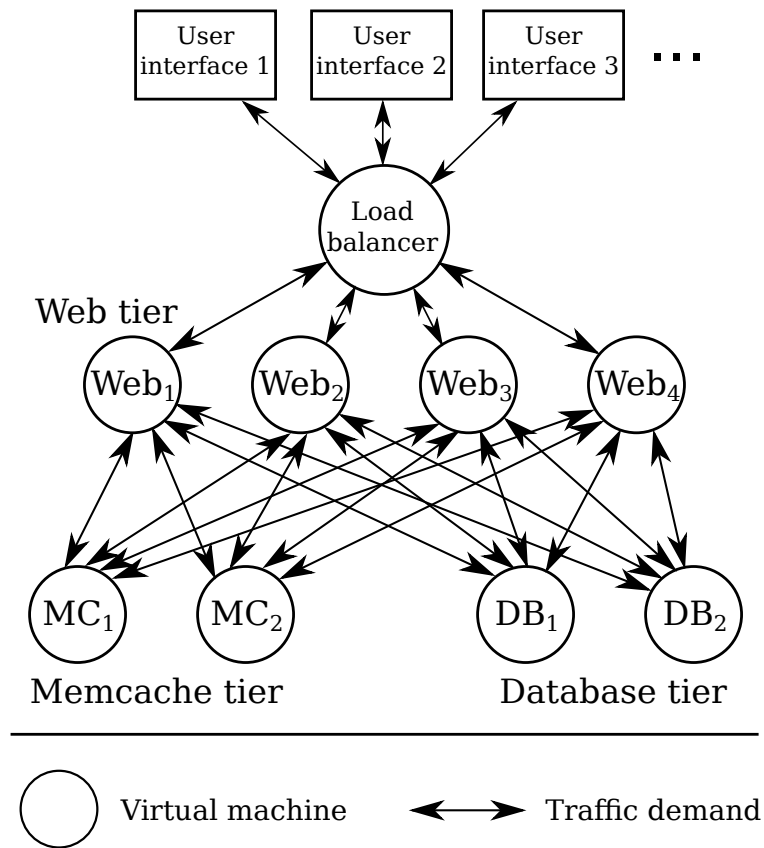 User
interface 1
User
interface 2
User
interface 3
...
Load
balancer
Web tier
Web₁
Web₂
Web₃
Web₄
MC₁
MC₂
DB₁
DB₂
Memcache tier
Database tier
Virtual machine
Traffic demand